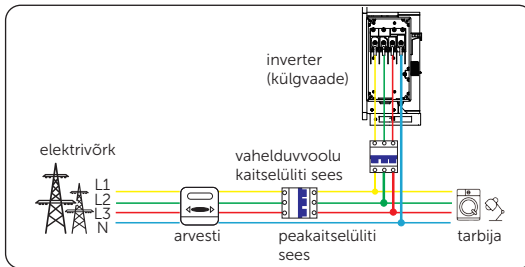 inverter
(külgvaade)
elektrivõrk
vahelduvvoolu
kaitselüliti sees
L1
L2
L3
N
arvesti
peakaitselüliti
sees
tarbija